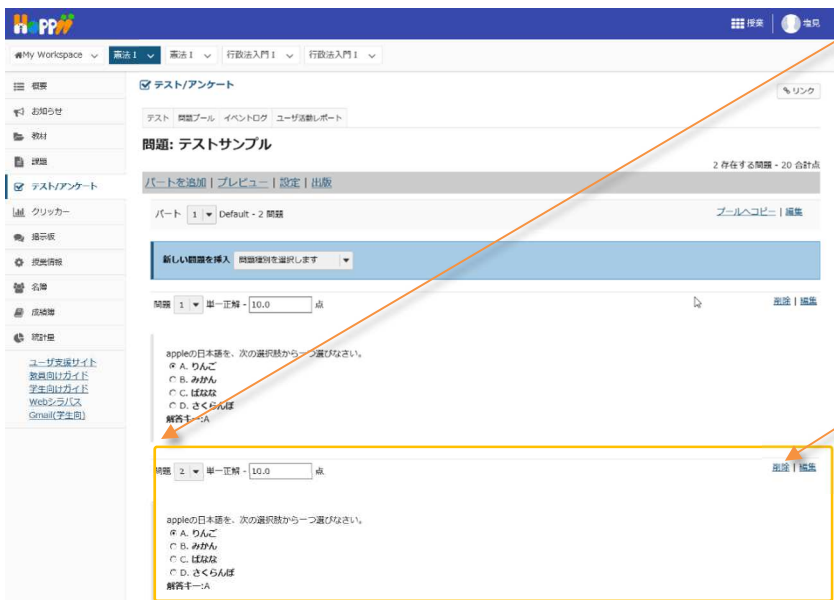 HoPPii 授業 塩見
My Workspace 憲法Ⅰ 憲法Ⅰ 行政法入門Ⅰ 行政法入門Ⅰ
概要
お知らせ
教材
課題
テスト/アンケート
クリッカー
掲示板
授業情報
名簿
成績簿
統計量
ユーザ支援サイト
教員向けガイド
学生向けガイド
Webシラバス
Gmail(学生向)
テスト/アンケート
リンク
テスト 問題プール イベントログ ユーザ活動レポート
問題: テストサンプル
2 存在する問題 - 20 合計点
パートを追加 | プレビュー | 設定 | 出版
パート 1 Default - 2 問題 プールへコピー | 編集
新しい問題を挿入 問題種別を選択します
問題 1 単一正解 - 10.0 点 削除 | 編集
appleの日本語を、次の選択肢から一つ選びなさい。
A. りんご
B. みかん
C. ばなな
D. さくらんぼ
解答キー:A
問題 2 単一正解 - 10.0 点 削除 | 編集
appleの日本語を、次の選択肢から一つ選びなさい。
A. りんご
B. みかん
C. ばなな
D. さくらんぼ
解答キー:A